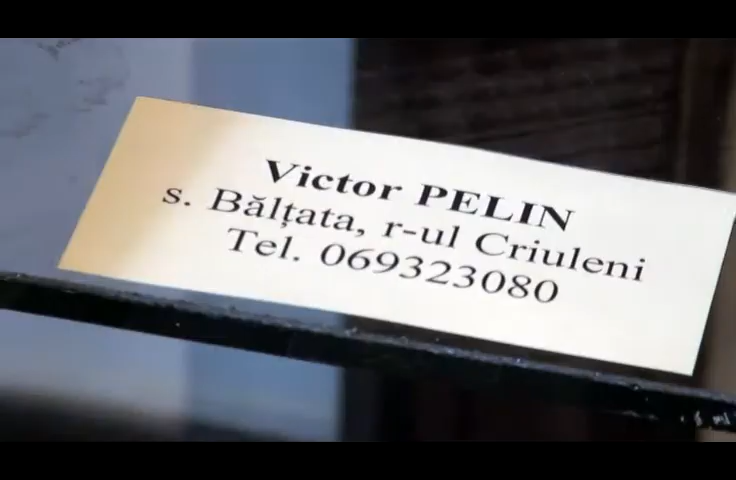 Victor PELIN
s. Bălțata, r-ul Criuleni
Tel. 069323080